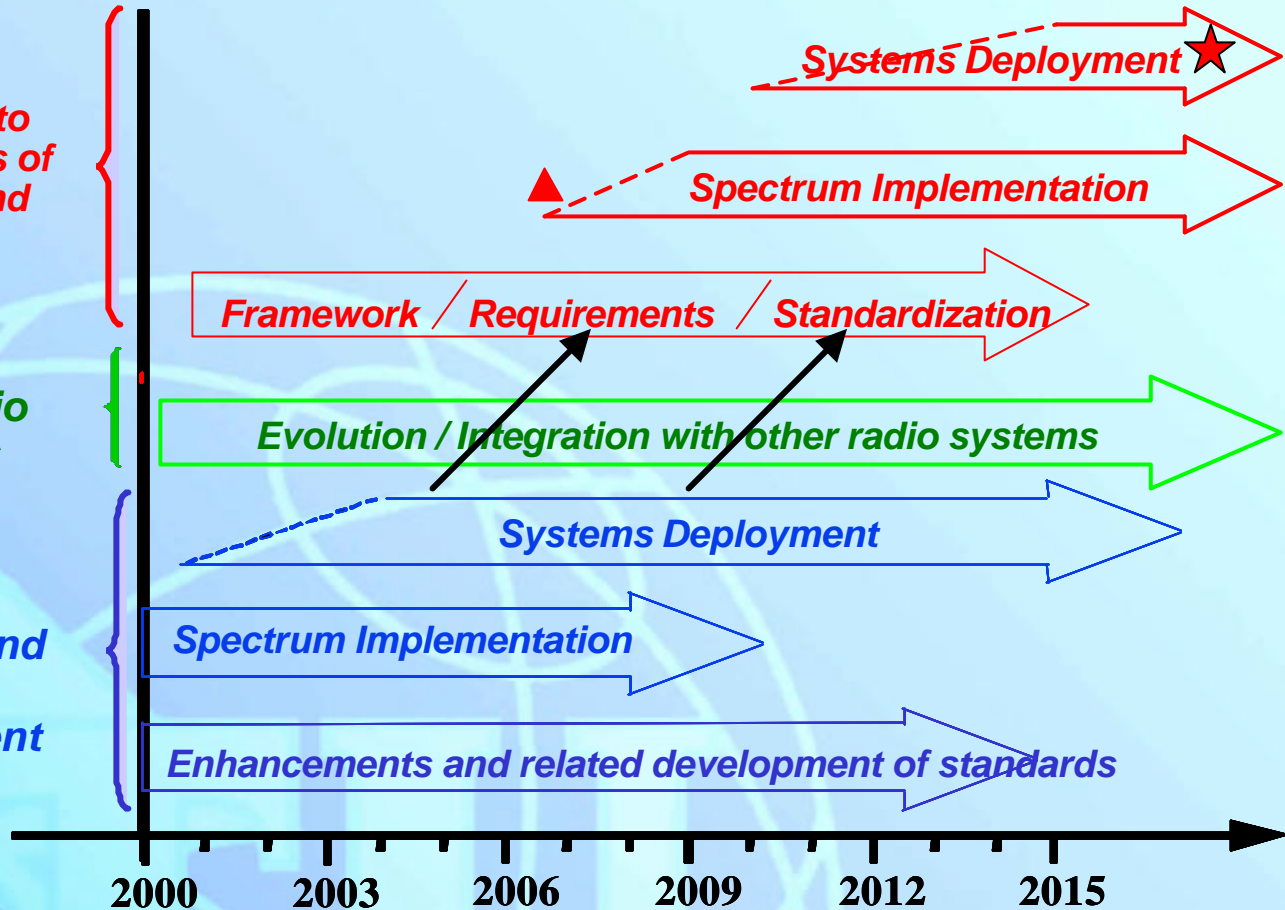 Systems Deployment
to
s of
nd
Spectrum Implementation
Framework / Requirements / Standardization
io
Evolution / Integration with other radio systems
Systems Deployment
nd
Spectrum Implementation
ent
Enhancements and related development of standards
2000 2003 2006 2009 2012 2015